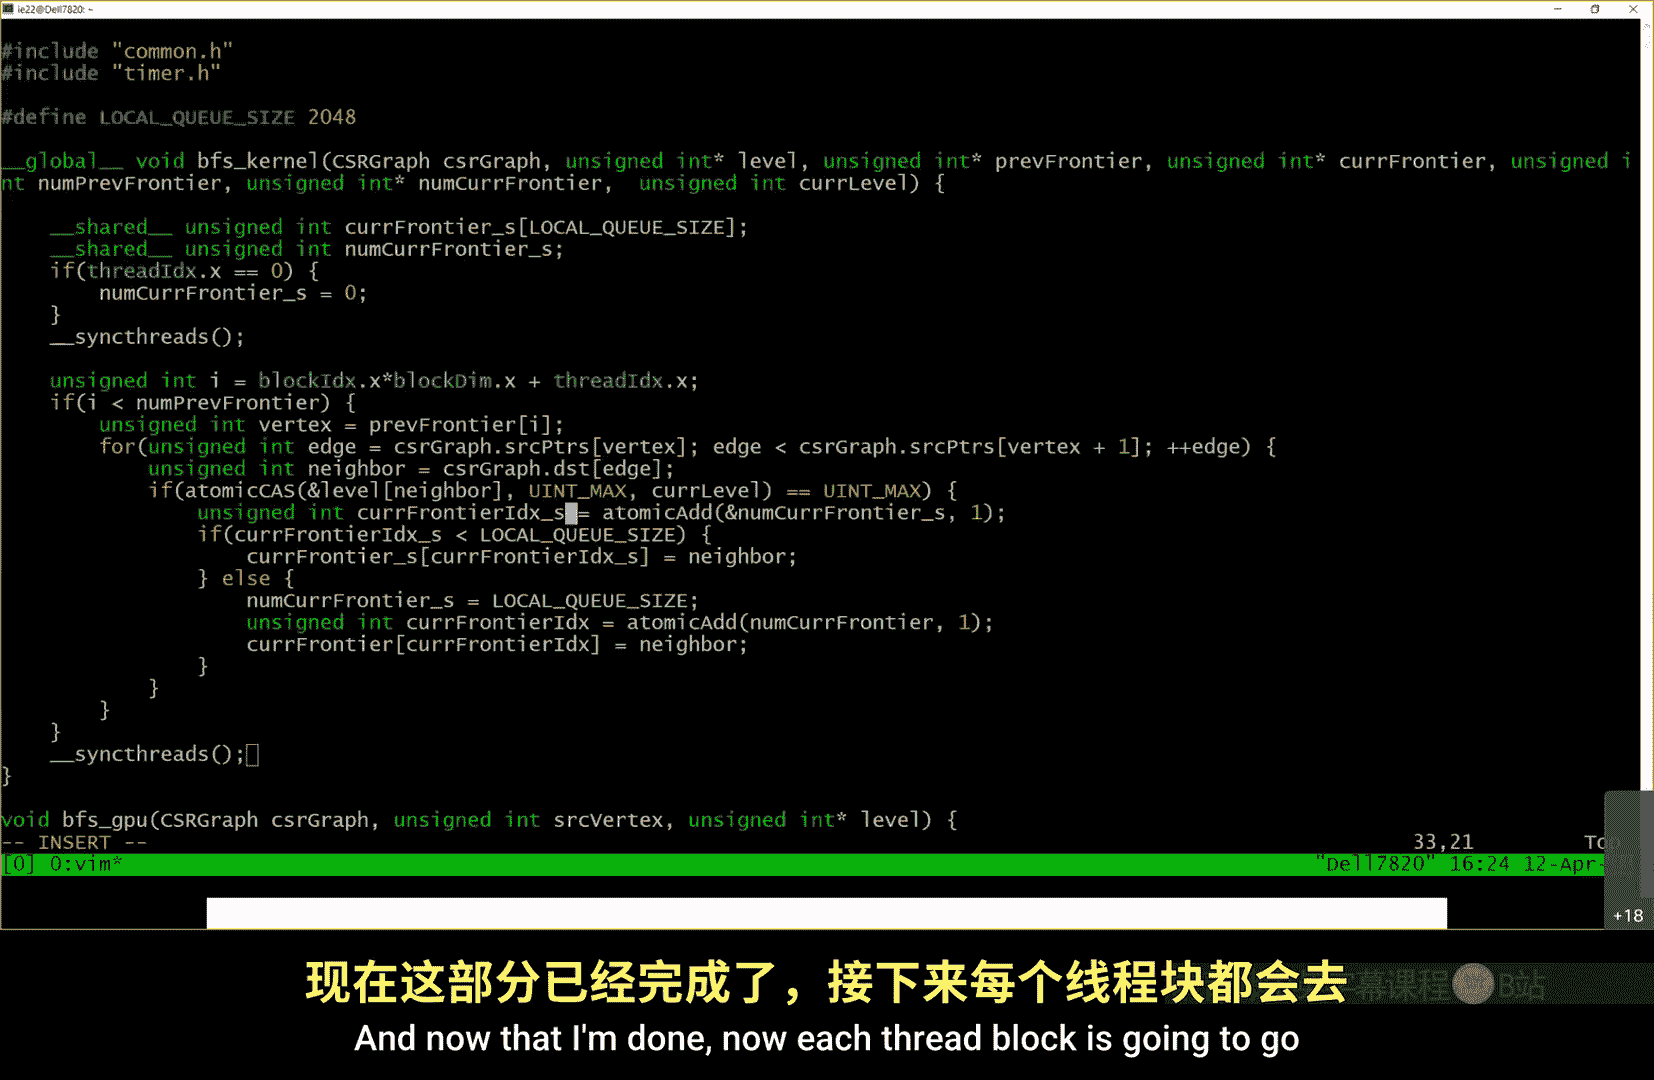 ie22@Dell7820: ~
#include "common.h"
#include "timer.h"
#define LOCAL_QUEUE_SIZE 2048
__global__ void bfs_kernel(CSRGraph csrGraph, unsigned int* level, unsigned int* prevFrontier, unsigned int* currFrontier, unsigned i
nt numPrevFrontier, unsigned int* numCurrFrontier,  unsigned int currLevel) {
    __shared__ unsigned int currFrontier_s[LOCAL_QUEUE_SIZE];
    __shared__ unsigned int numCurrFrontier_s;
    if(threadIdx.x == 0) {
        numCurrFrontier_s = 0;
    }
    __syncthreads();
    unsigned int i = blockIdx.x*blockDim.x + threadIdx.x;
    if(i < numPrevFrontier) {
        unsigned int vertex = prevFrontier[i];
        for(unsigned int edge = csrGraph.srcPtrs[vertex]; edge < csrGraph.srcPtrs[vertex + 1]; ++edge) {
            unsigned int neighbor = csrGraph.dst[edge];
            if(atomicCAS(&level[neighbor], UINT_MAX, currLevel) == UINT_MAX) {
                unsigned int currFrontierIdx_s = atomicAdd(&numCurrFrontier_s, 1);
                if(currFrontierIdx_s < LOCAL_QUEUE_SIZE) {
                    currFrontier_s[currFrontierIdx_s] = neighbor;
                } else {
                    numCurrFrontier_s = LOCAL_QUEUE_SIZE;
                    unsigned int currFrontierIdx = atomicAdd(numCurrFrontier, 1);
                    currFrontier[currFrontierIdx] = neighbor;
                }
            }
        }
    }
    __syncthreads();
}
void bfs_gpu(CSRGraph csrGraph, unsigned int srcVertex, unsigned int* level) {
-- INSERT -- 33,21 Top
[0] 0:vim* "Dell7820" 16:24 12-Apr-
+18
现在这部分已经完成了，接下来每个线程块都会去
字幕课程 B站
And now that I'm done, now each thread block is going to go